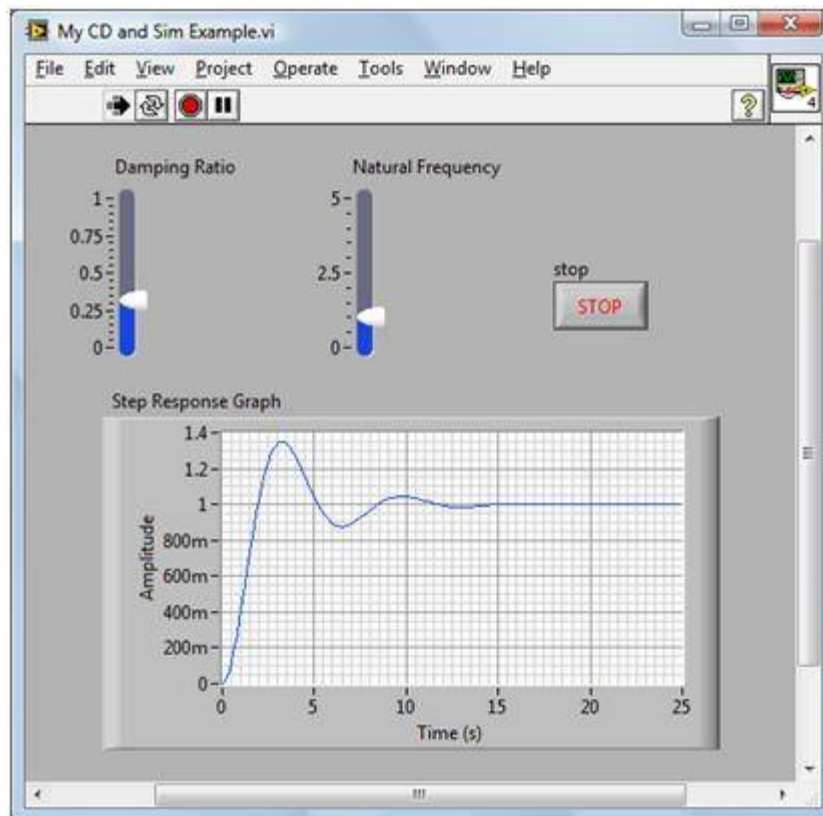 My CD and Sim Example.vi
File Edit View Project Operate Tools Window Help
?
4
Damping Ratio
1
0.75
0.5
0.25
0
Natural Frequency
5
2.5
0
stop
STOP
Step Response Graph
Amplitude
1.4
1.2
1
800m
600m
400m
200m
0
0 5 10 15 20 25
Time (s)